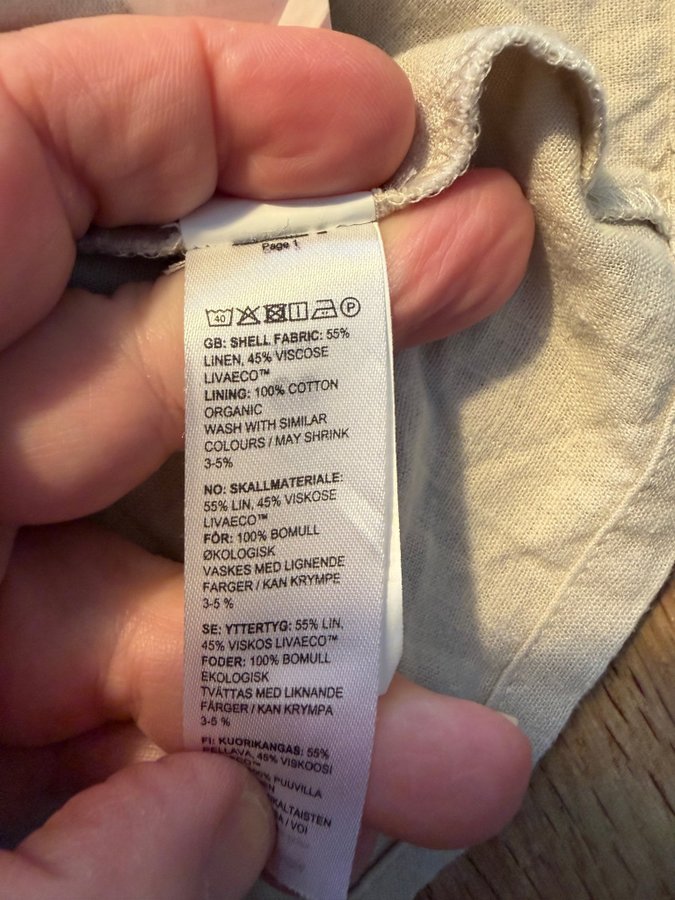 Page 1
40 P
GB: SHELL FABRIC: 55%
LINEN, 45% VISCOSE
LIVAECO™
LINING: 100% COTTON
ORGANIC
WASH WITH SIMILAR
COLOURS / MAY SHRINK
3-5%
NO: SKALLMATERIALE:
55% LIN, 45% VISKOSE
LIVAECO™
FÔR: 100% BOMULL
ØKOLOGISK
VASKES MED LIGNENDE
FARGER / KAN KRYMPE
3-5 %
SE: YTTERTYG: 55% LIN,
45% VISKOS LIVAECO™
FODER: 100% BOMULL
EKOLOGISK
TVÄTTAS MED LIKNANDE
FÄRGER / KAN KRYMPA
3-5 %
FI: KUORIKANGAS: 55%
PELLAVA, 45% VISKOOSI
PUUVILLA
/ VOI